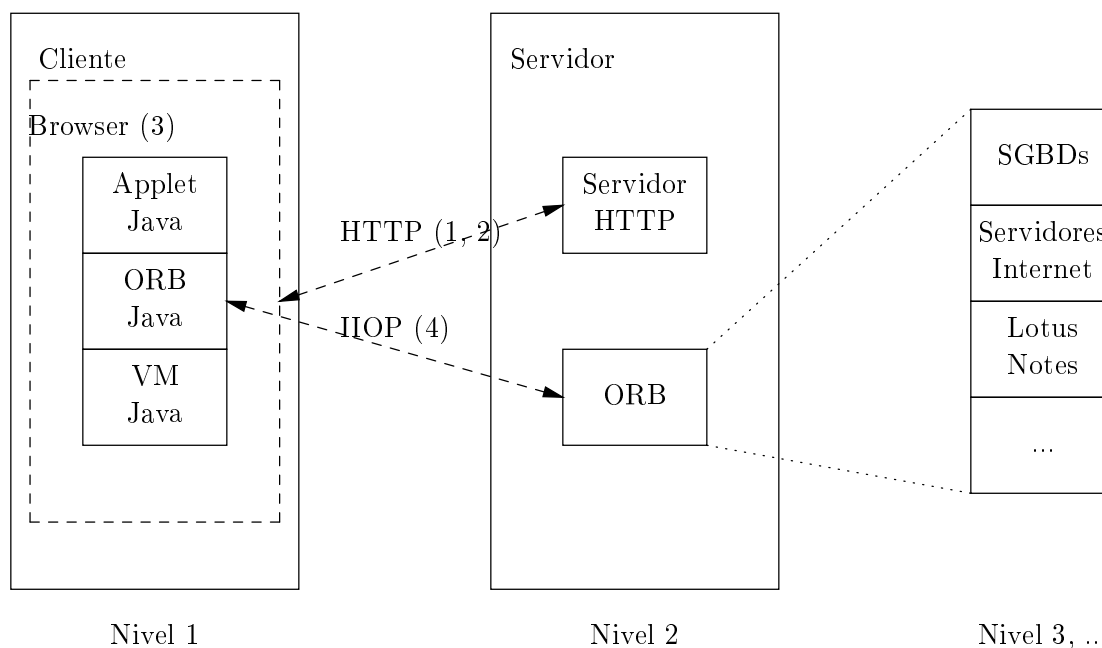 Cliente
Browser (3)
Applet
Java
ORB
Java
VM
Java
HTTP (1, 2)
IIOP (4)
Servidor
Servidor
HTTP
ORB
SGBDs
Servidores
Internet
Lotus
Notes
...
Nivel 1
Nivel 2
Nivel 3, ..